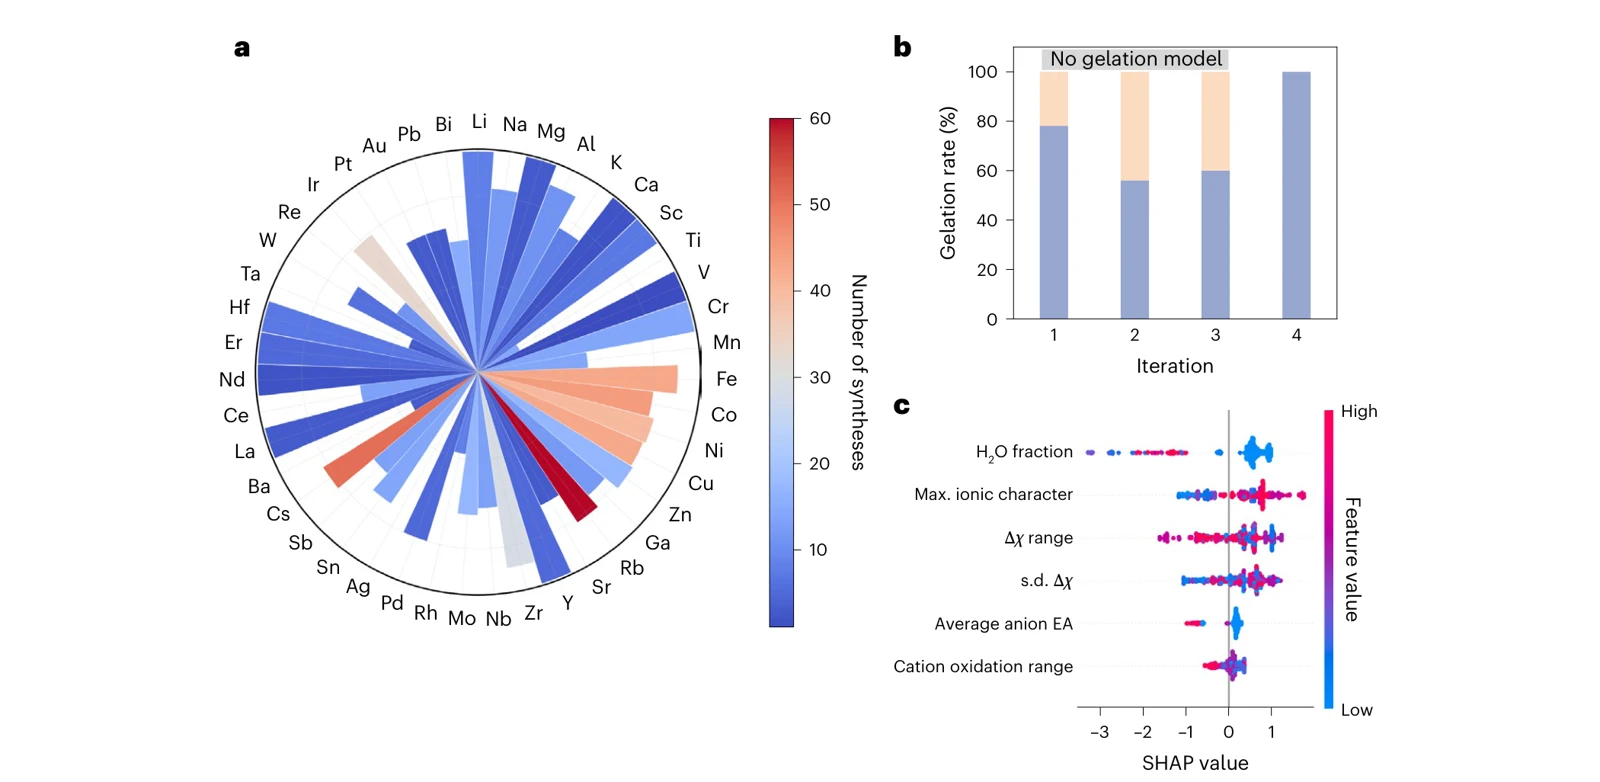 a
Li
Na
Mg
Al
K
Ca
Sc
Ti
V
Cr
Mn
Fe
Co
Ni
Cu
Zn
Ga
Rb
Sr
Y
Zr
Nb
Mo
Rh
Pd
Ag
Sn
Sb
Cs
Ba
La
Ce
Nd
Er
Hf
Ta
W
Re
Ir
Pt
Au
Pb
Bi
60
50
40
30
20
10
Number of syntheses
b
No gelation model
Gelation rate (%)
100
80
60
40
20
0
1 2 3 4
Iteration
c
H₂O fraction
Max. ionic character
Δχ range
s.d. Δχ
Average anion EA
Cation oxidation range
–3 –2 –1 0 1
SHAP value
High
Feature value
Low